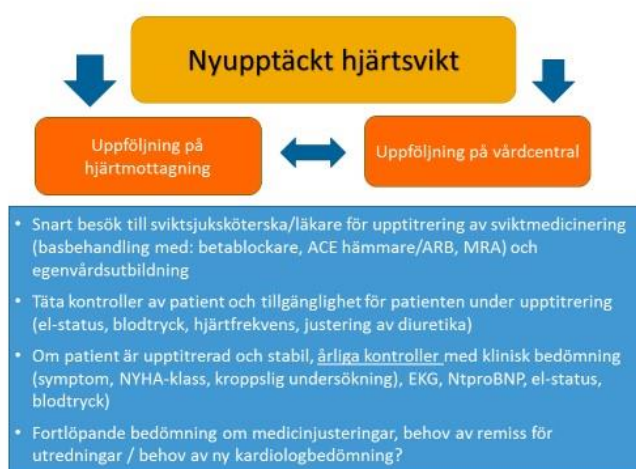 Nyupptäckt hjärtsvikt
Uppföljning på
hjärtmottagning
Uppföljning på vårdcentral
• Snart besök till sviktsjuksköterska/läkare för upptitrering av sviktmedicinering
(basbehandling med: betablockare, ACE hämmare/ARB, MRA) och
egenvårdsutbildning
• Täta kontroller av patient och tillgänglighet för patienten under upptitrering
(el-status, blodtryck, hjärtfrekvens, justering av diuretika)
• Om patient är upptitrerad och stabil, årliga kontroller med klinisk bedömning
(symptom, NYHA-klass, kroppslig undersökning), EKG, NtproBNP, el-status,
blodtryck)
• Fortlöpande bedömning om medicinjusteringar, behov av remiss för
utredningar / behov av ny kardiologbedömning?